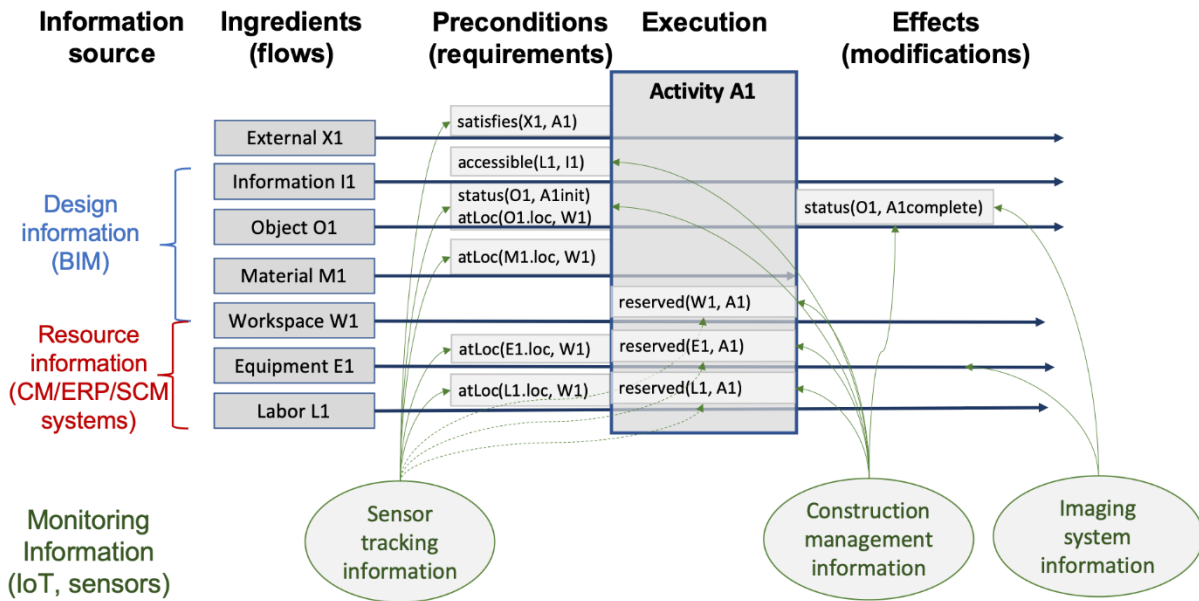 Information
source
Ingredients
(flows)
Preconditions
(requirements)
Execution
Effects
(modifications)
Activity A1
External X1
satisfies(X1, A1)
accessible(L1, I1)
Information I1
status(O1, A1init)
atLoc(O1.loc, W1)
status(O1, A1complete)
Design
information
(BIM)
Object O1
atLoc(M1.loc, W1)
Material M1
reserved(W1, A1)
Workspace W1
Resource
information
(CM/ERP/SCM
systems)
atLoc(E1.loc, W1)
reserved(E1, A1)
Equipment E1
atLoc(L1.loc, W1)
reserved(L1, A1)
Labor L1
Monitoring
Information
(IoT, sensors)
Sensor
tracking
information
Construction
management
information
Imaging
system
information